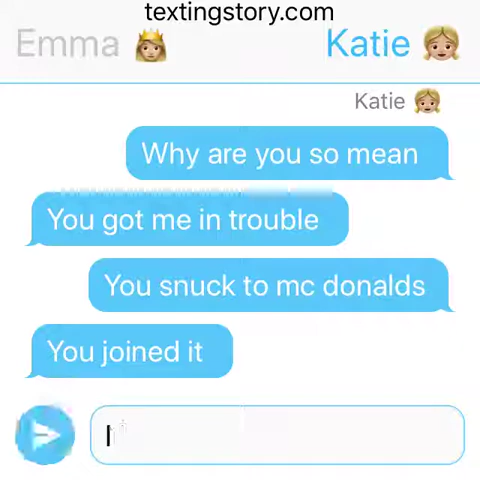 textingstory.com
Emma Katie
Katie
Why are you so mean
You got me in trouble
You snuck to mc donalds
You joined it